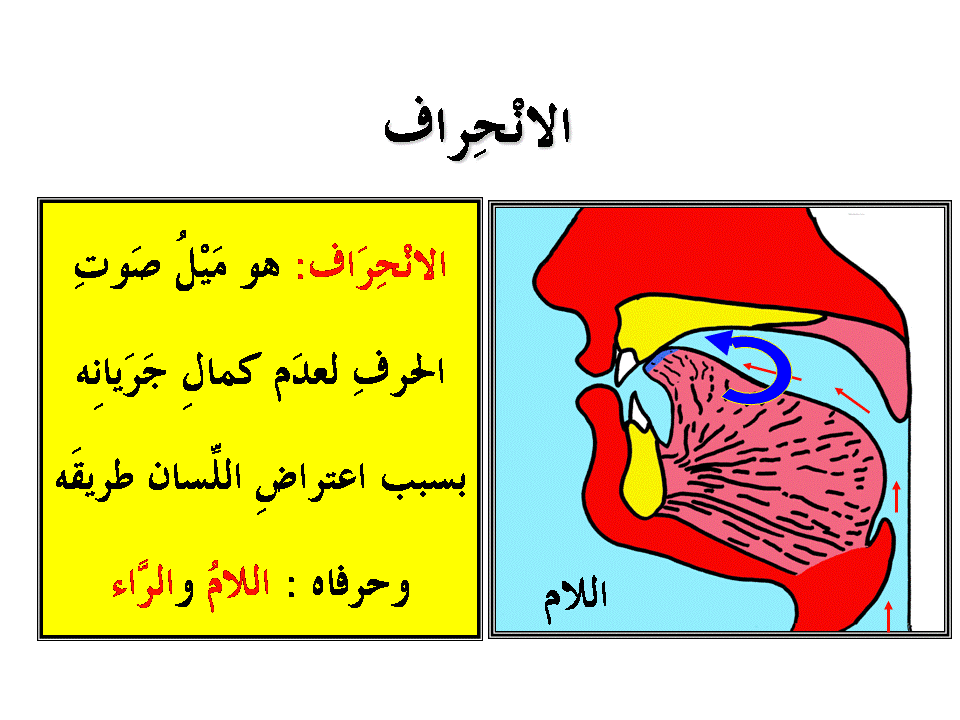 الانْحِراف
الانْحِرَاف: هو مَيْلُ صَوتِ
الحرفِ لعدَم كمالِ جَرَيانِه
بسبب اعتراضِ اللِّسان طريقَه
وحرفاه : اللامُ والرَّاء
اللام